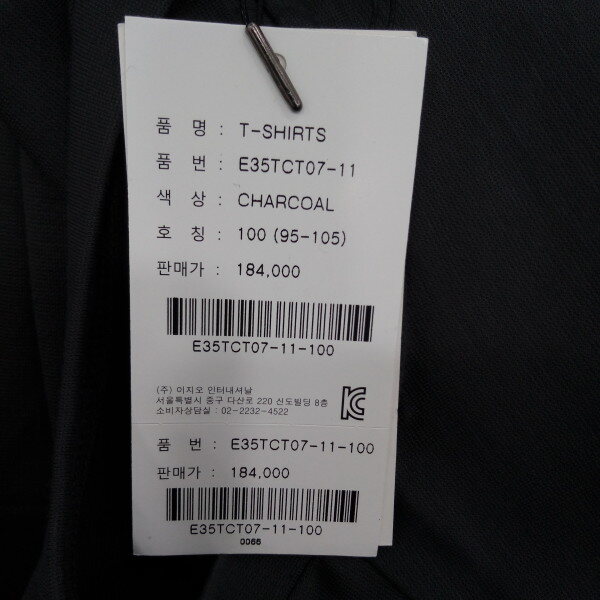 품 명 : T-SHIRTS
품 번 : E35TCT07-11
색 상 : CHARCOAL
호 칭 : 100 (95-105)
판매가 : 184,000
E35TCT07-11-100
(주) 이지오 인터내셔날
서울특별시 중구 다산로 220 신도빌딩 8층
소비자상담실 : 02-2232-4522
품 번 : E35TCT07-11-100
판매가 : 184,000
E35TCT07-11-100
0065